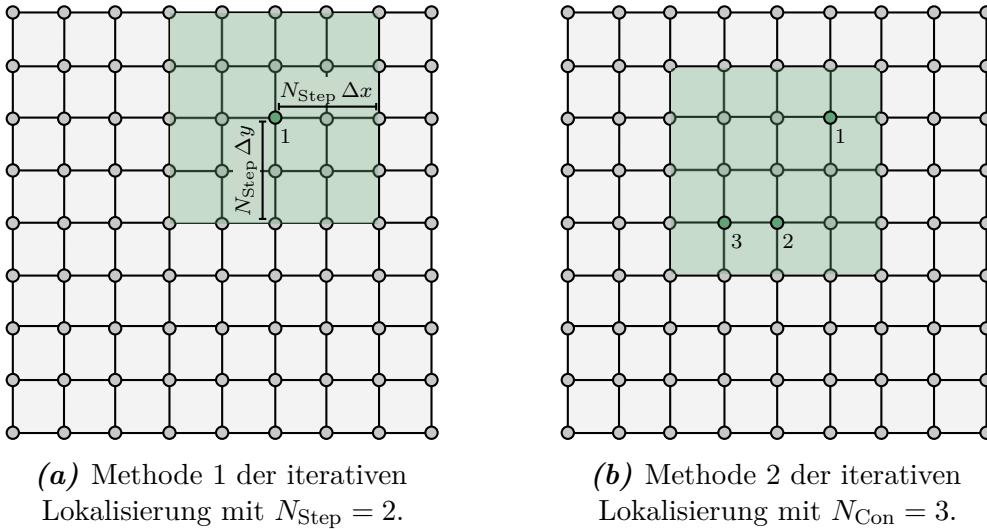 N_Step Δx
1
N_Step Δy
1
3
2
(a) Methode 1 der iterativen
Lokalisierung mit N_Step = 2.
(b) Methode 2 der iterativen
Lokalisierung mit N_Con = 3.